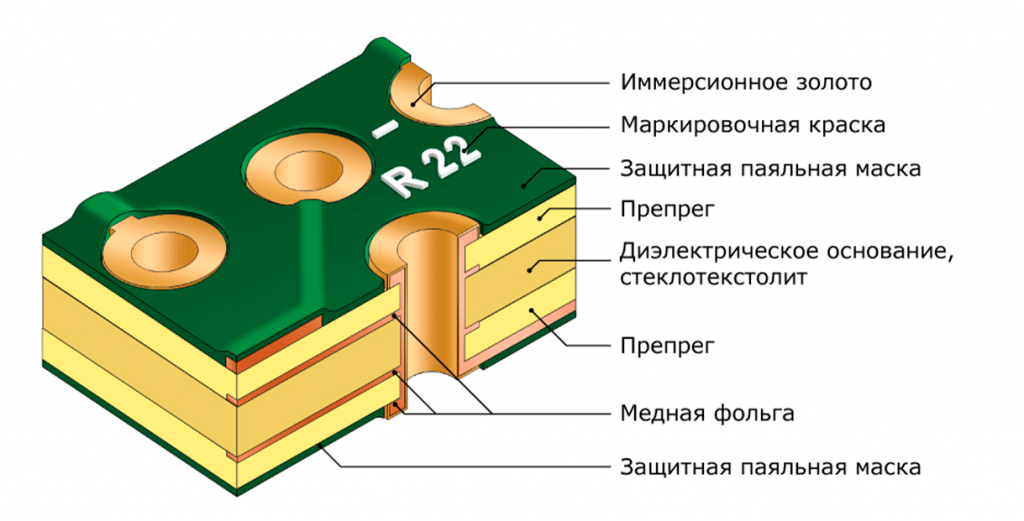 Иммерсионное золото
Маркировочная краска
R 22
Защитная паяльная маска
Препрег
Диэлектрическое основание,
стеклотекстолит
Препрег
Медная фольга
Защитная паяльная маска